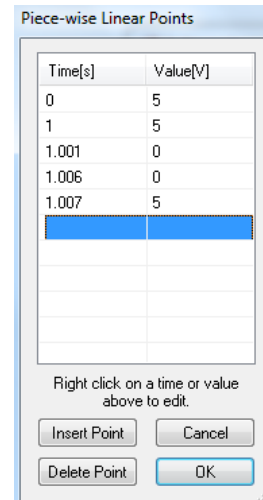 Piece-wise Linear Points
Time[s] Value[V]
0 5
1 5
1.001 0
1.006 0
1.007 5
Right click on a time or value
above to edit.
Insert Point Cancel
Delete Point OK